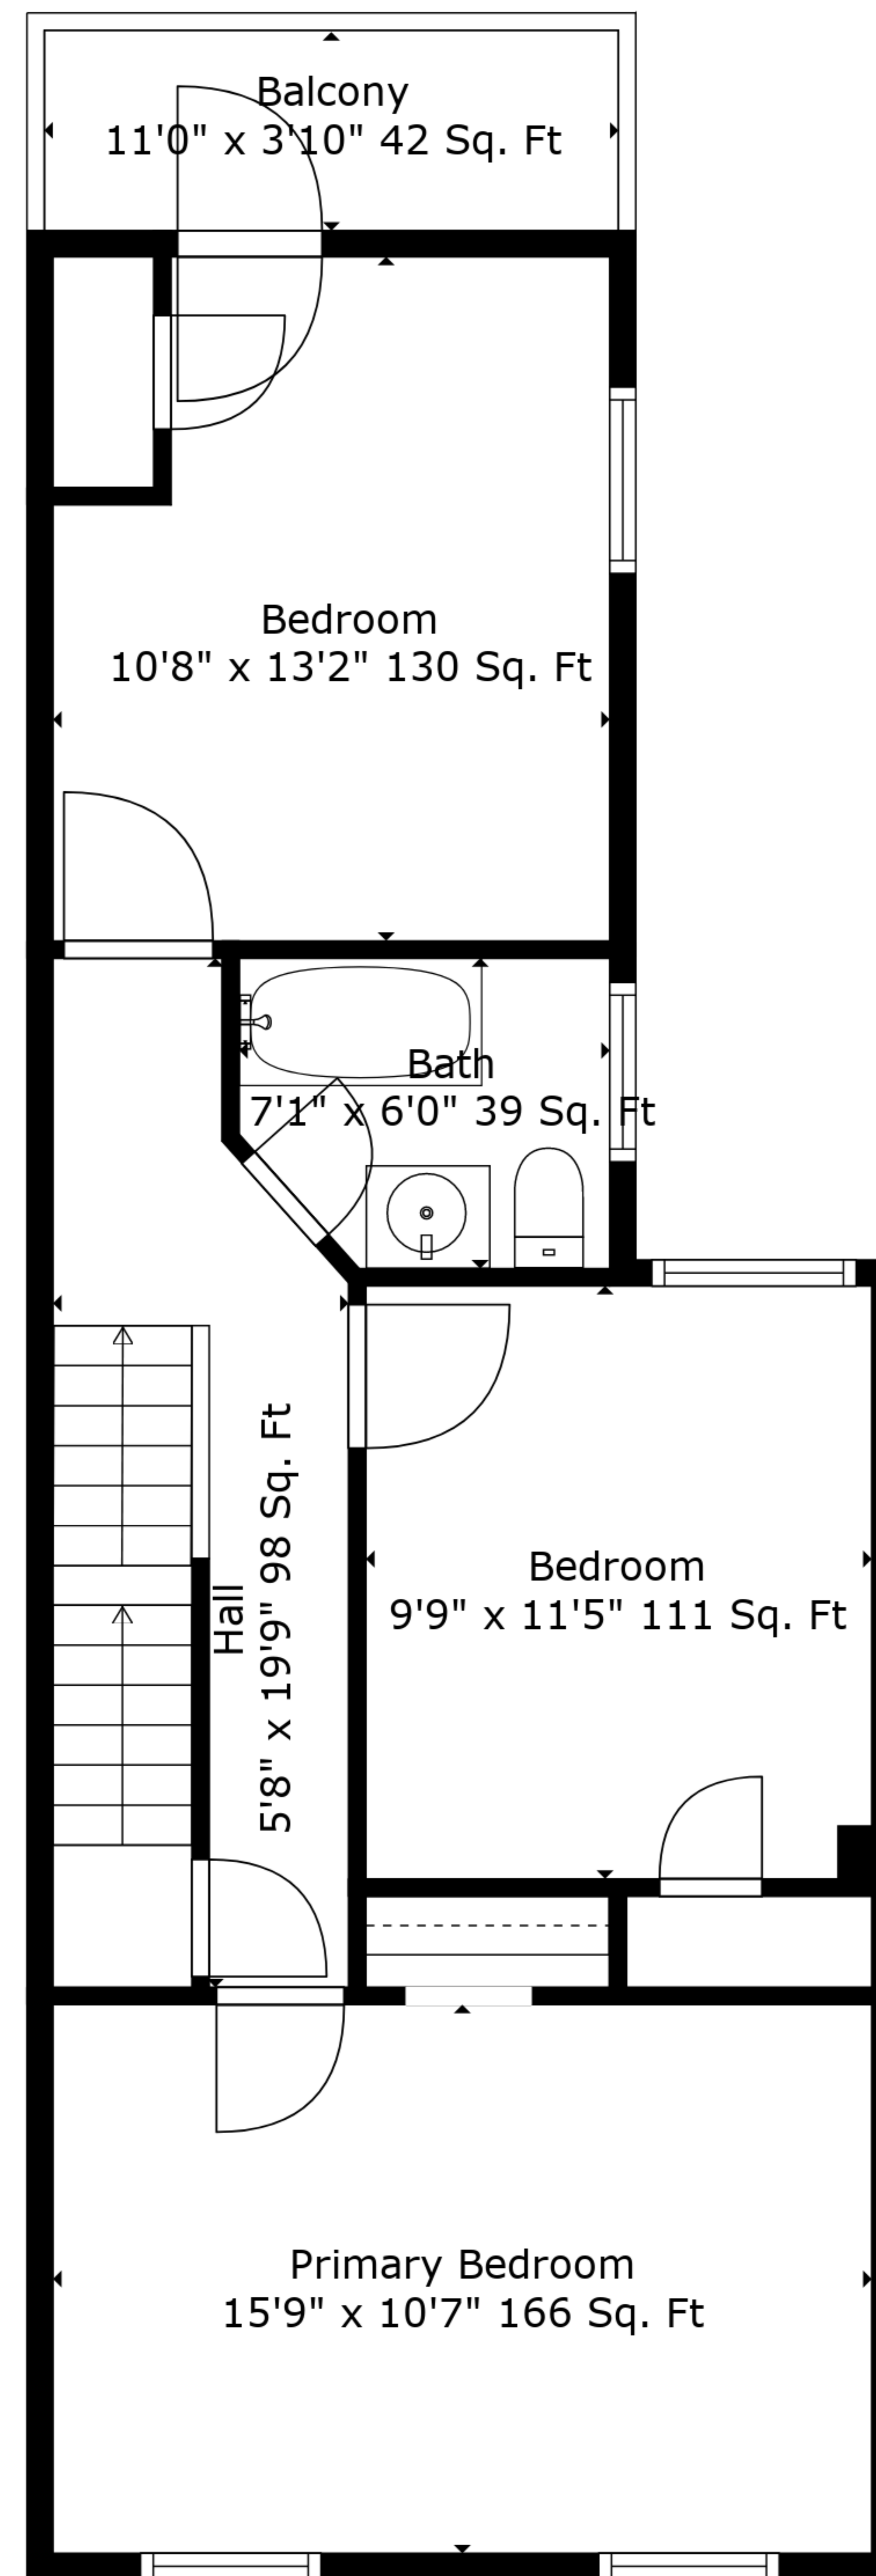 Balcony
11'0" x 3'10" 42 Sq. Ft
Bedroom
10'8" x 13'2" 130 Sq. Ft
Bath
7'1" x 6'0" 39 Sq. Ft
Hall
5'8" x 19'9" 98 Sq. Ft
Bedroom
9'9" x 11'5" 111 Sq. Ft
Primary Bedroom
15'9" x 10'7" 166 Sq. Ft